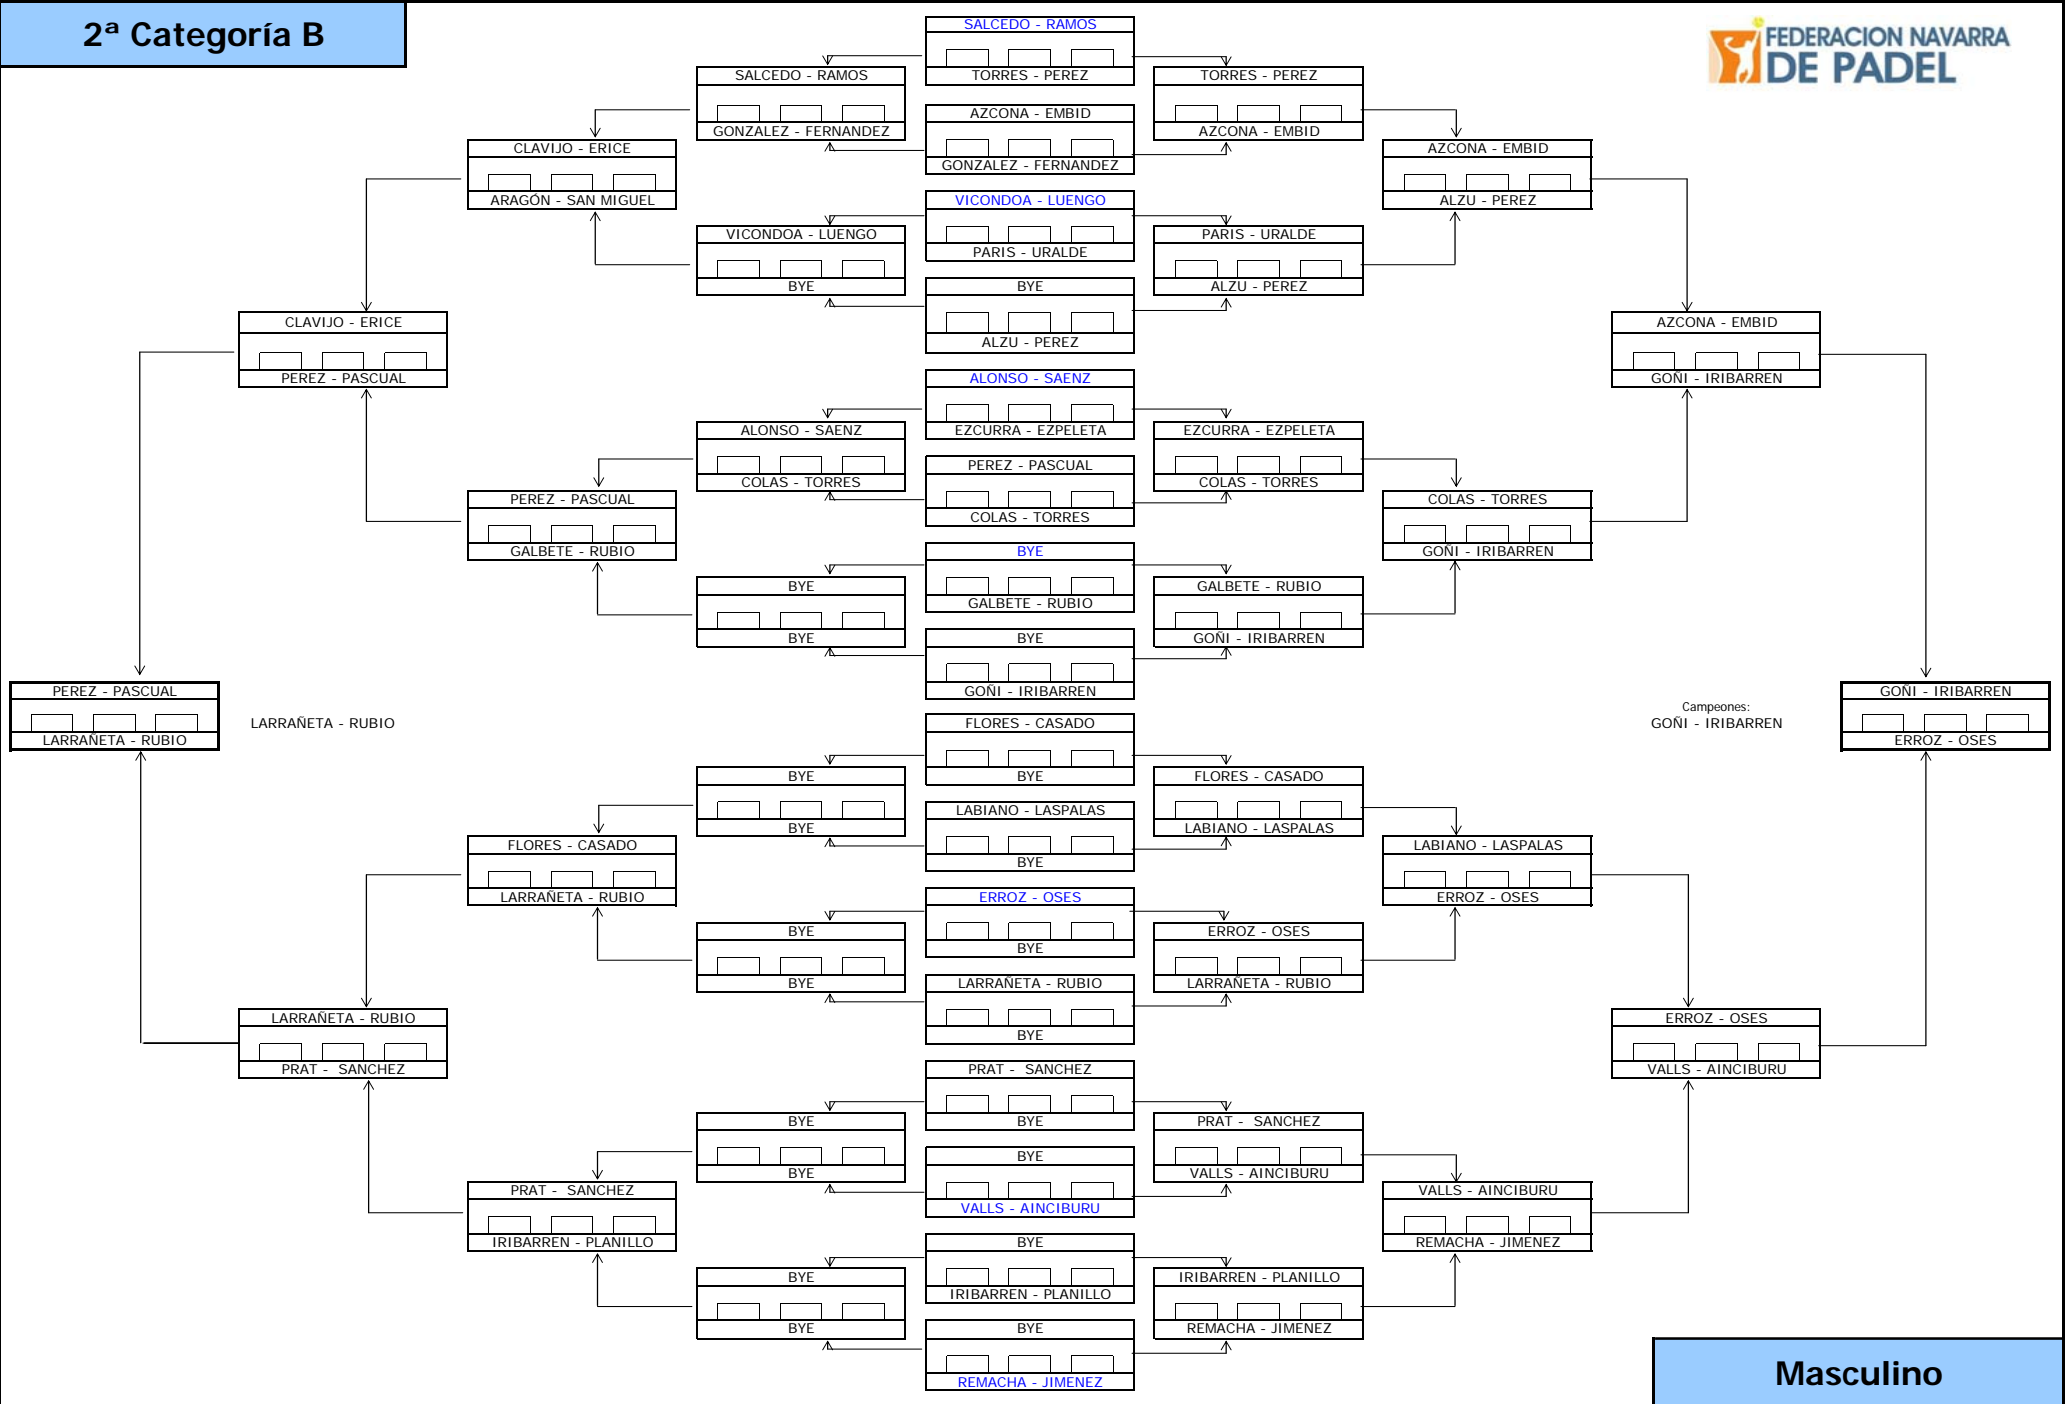 2ª Categoría B
FEDERACION NAVARRA
DE PADEL
PEREZ - PASCUAL
LARRAÑETA - RUBIO
LARRAÑETA - RUBIO
CLAVIJO - ERICE
PEREZ - PASCUAL
LARRAÑETA - RUBIO
PRAT -  SANCHEZ
CLAVIJO - ERICE
ARAGÓN - SAN MIGUEL
PEREZ - PASCUAL
GALBETE - RUBIO
FLORES - CASADO
LARRAÑETA - RUBIO
PRAT -  SANCHEZ
IRIBARREN - PLANILLO
SALCEDO - RAMOS
GONZALEZ - FERNANDEZ
VICONDOA - LUENGO
BYE
ALONSO - SAENZ
COLAS - TORRES
BYE
BYE
BYE
BYE
BYE
BYE
BYE
BYE
BYE
BYE
SALCEDO - RAMOS
TORRES - PEREZ
AZCONA - EMBID
GONZALEZ - FERNANDEZ
VICONDOA - LUENGO
PARIS - URALDE
BYE
ALZU - PEREZ
ALONSO - SAENZ
EZCURRA - EZPELETA
PEREZ - PASCUAL
COLAS - TORRES
BYE
GALBETE - RUBIO
BYE
GOÑI - IRIBARREN
FLORES - CASADO
BYE
LABIANO - LASPALAS
BYE
ERROZ - OSES
BYE
LARRAÑETA - RUBIO
BYE
PRAT -  SANCHEZ
BYE
BYE
VALLS - AINCIBURU
BYE
IRIBARREN - PLANILLO
BYE
REMACHA - JIMENEZ
TORRES - PEREZ
AZCONA - EMBID
PARIS - URALDE
ALZU - PEREZ
EZCURRA - EZPELETA
COLAS - TORRES
GALBETE - RUBIO
GOÑI - IRIBARREN
FLORES - CASADO
LABIANO - LASPALAS
ERROZ - OSES
LARRAÑETA - RUBIO
PRAT -  SANCHEZ
VALLS - AINCIBURU
IRIBARREN - PLANILLO
REMACHA - JIMENEZ
AZCONA - EMBID
ALZU - PEREZ
COLAS - TORRES
GOÑI - IRIBARREN
LABIANO - LASPALAS
ERROZ - OSES
VALLS - AINCIBURU
REMACHA - JIMENEZ
AZCONA - EMBID
GOÑI - IRIBARREN
ERROZ - OSES
VALLS - AINCIBURU
Campeones:
GOÑI - IRIBARREN
GOÑI - IRIBARREN
ERROZ - OSES
Masculino